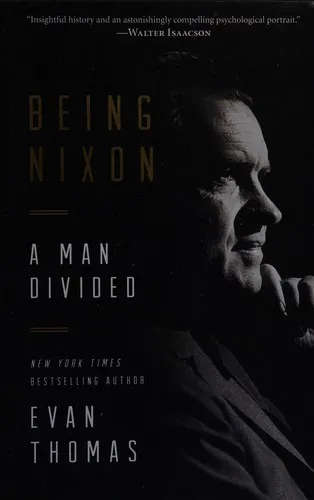 "Insightful history and an astonishingly compelling psychological portrait."
—WALTER ISAACSON
BEING
NIXON
A MAN
DIVIDED
NEW YORK TIMES
BESTSELLING AUTHOR
EVAN
THOMAS